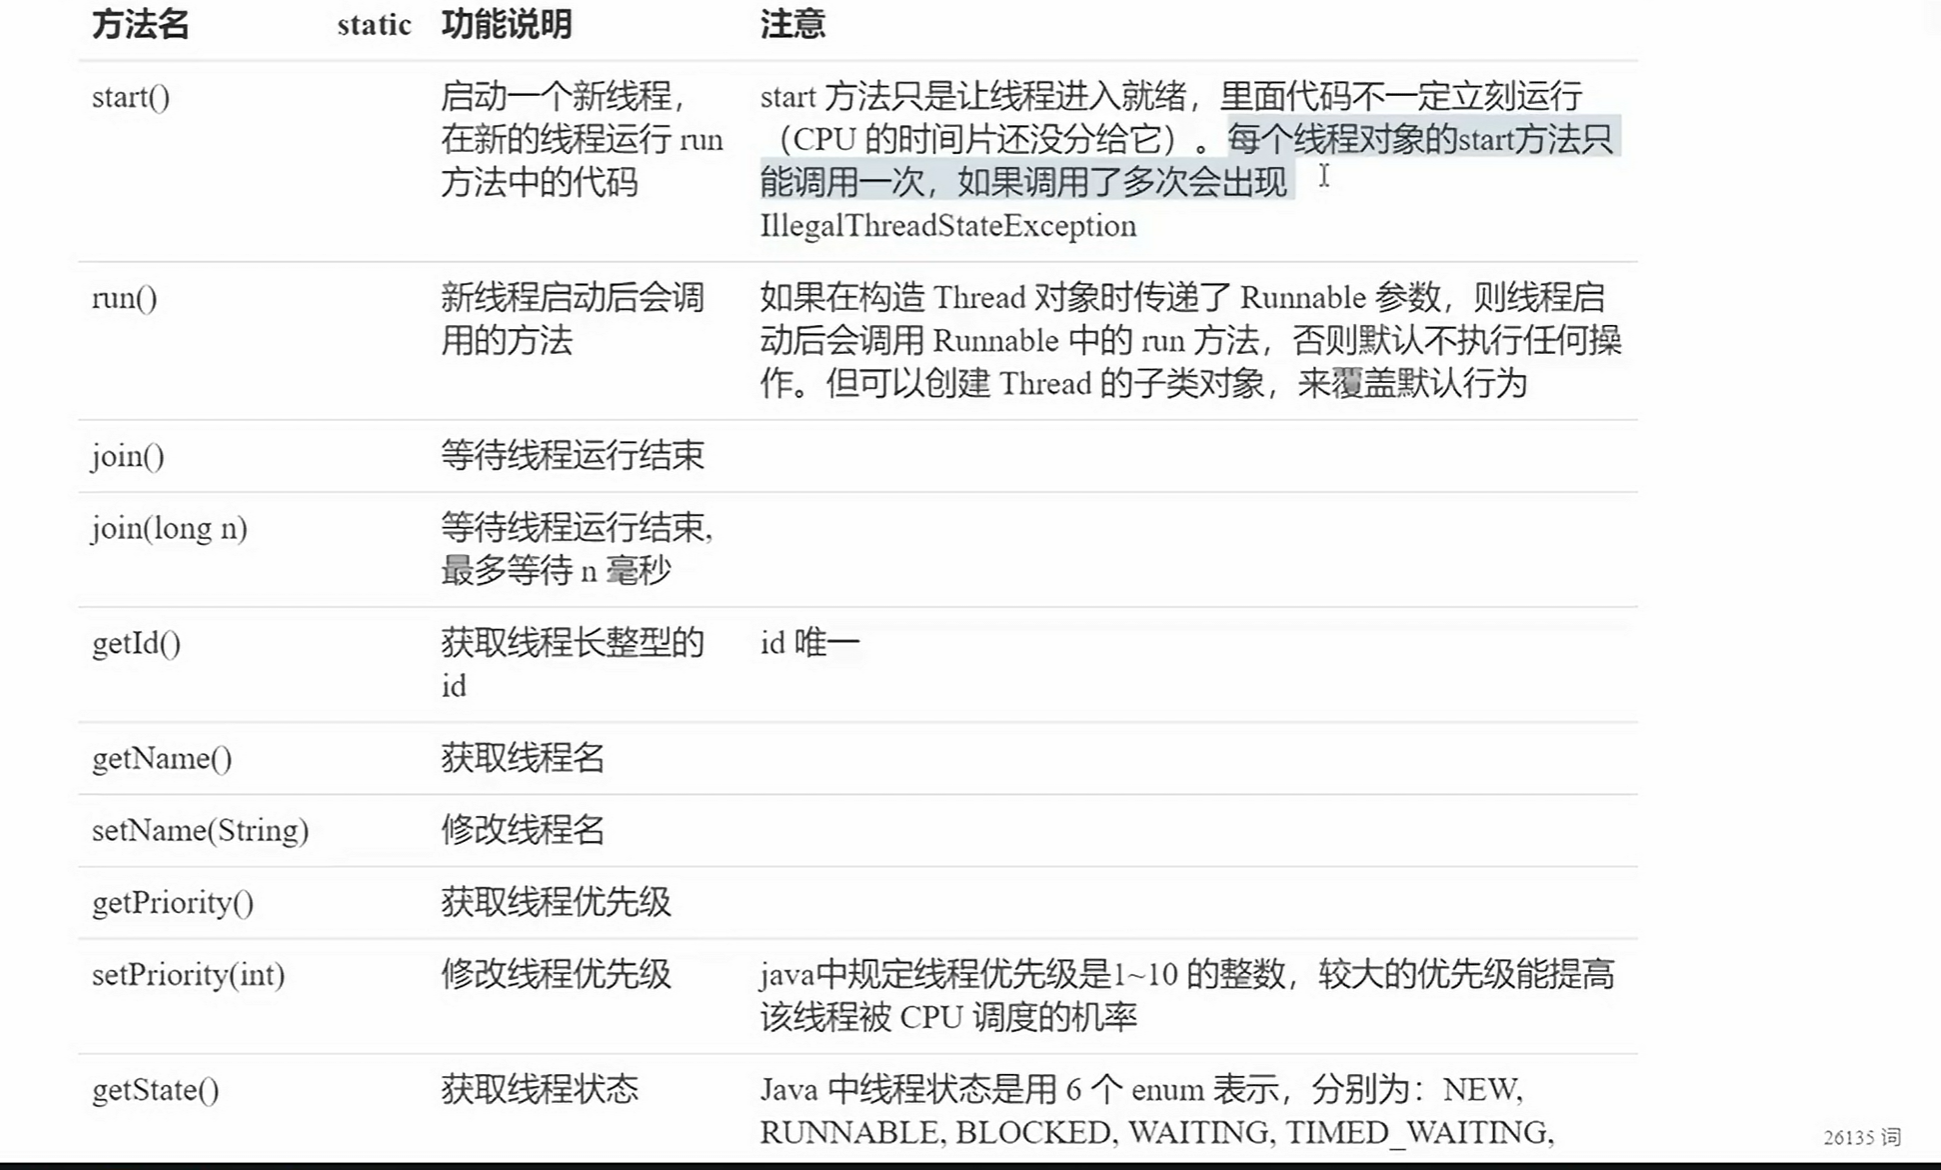 方法名 static 功能说明 注意
start() 启动一个新线程， start 方法只是让线程进入就绪，里面代码不一定立刻运行
在新的线程运行 run （CPU 的时间片还没分给它）。每个线程对象的start方法只
方法中的代码 能调用一次，如果调用了多次会出现
IllegalThreadStateException
run() 新线程启动后会调 如果在构造 Thread 对象时传递了 Runnable 参数，则线程启
用的方法 动后会调用 Runnable 中的 run 方法，否则默认不执行任何操
作。但可以创建 Thread 的子类对象，来覆盖默认行为
join() 等待线程运行结束
join(long n) 等待线程运行结束,
最多等待 n 毫秒
getId() 获取线程长整型的 id 唯一
id
getName() 获取线程名
setName(String) 修改线程名
getPriority() 获取线程优先级
setPriority(int) 修改线程优先级 java中规定线程优先级是1~10 的整数，较大的优先级能提高
该线程被 CPU 调度的机率
getState() 获取线程状态 Java 中线程状态是用 6 个 enum 表示，分别为：NEW,
RUNNABLE, BLOCKED, WAITING, TIMED_WAITING,
26135 词